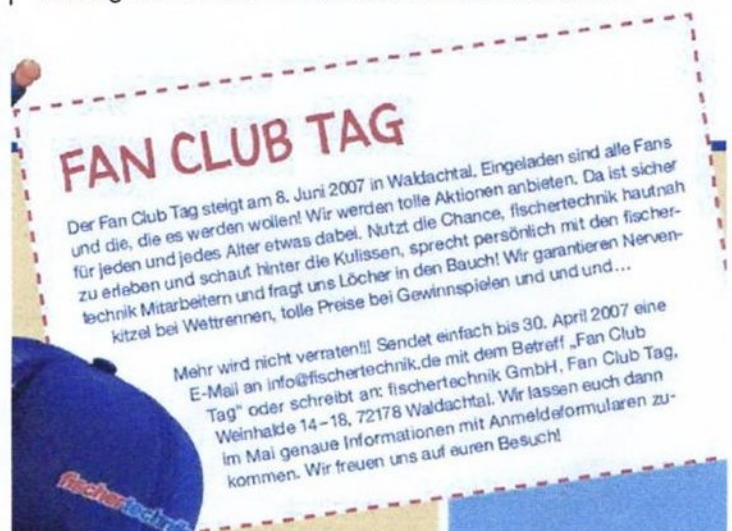 FAN CLUB TAG
Der Fan Club Tag steigt am 8. Juni 2007 in Waldachtal. Eingeladen sind alle Fans
und die, die es werden wollen! Wir werden tolle Aktionen anbieten. Da ist sicher
für jeden und jedes Alter etwas dabei. Nutzt die Chance, fischertechnik hautnah
zu erleben und schaut hinter die Kulissen, sprecht persönlich mit den fischer-
technik Mitarbeitern und fragt uns Löcher in den Bauch! Wir garantieren Nerven-
kitzel bei Wettrennen, tolle Preise bei Gewinnspielen und und und...
Mehr wird nicht verraten!!! Sendet einfach bis 30. April 2007 eine
E-Mail an info@fischertechnik.de mit dem Betreff „Fan Club
Tag" oder schreibt an: fischertechnik GmbH, Fan Club Tag,
Weinhalde 14–18, 72178 Waldachtal. Wir lassen euch dann
im Mai genaue Informationen mit Anmeldeformularen zu-
kommen. Wir freuen uns auf euren Besuch!
fischertechnik